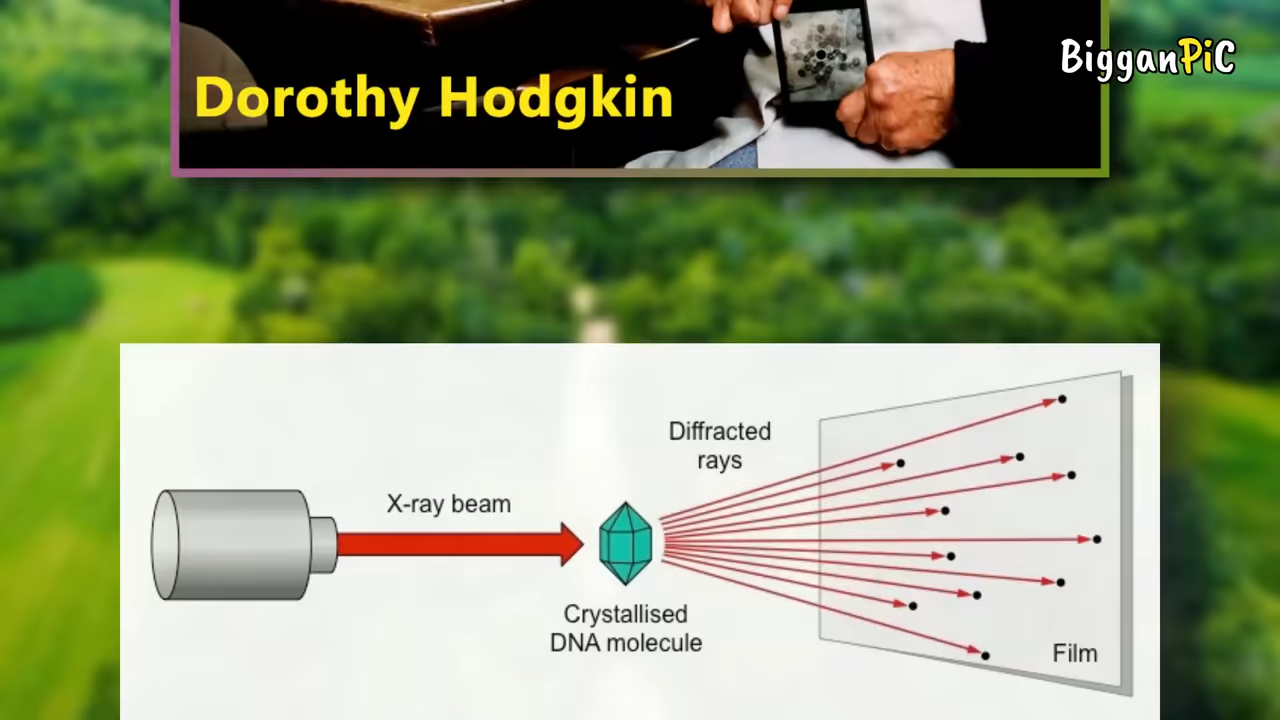 BigganPiC
Dorothy Hodgkin
Diffracted
rays
X-ray beam
Crystallised
DNA molecule
Film